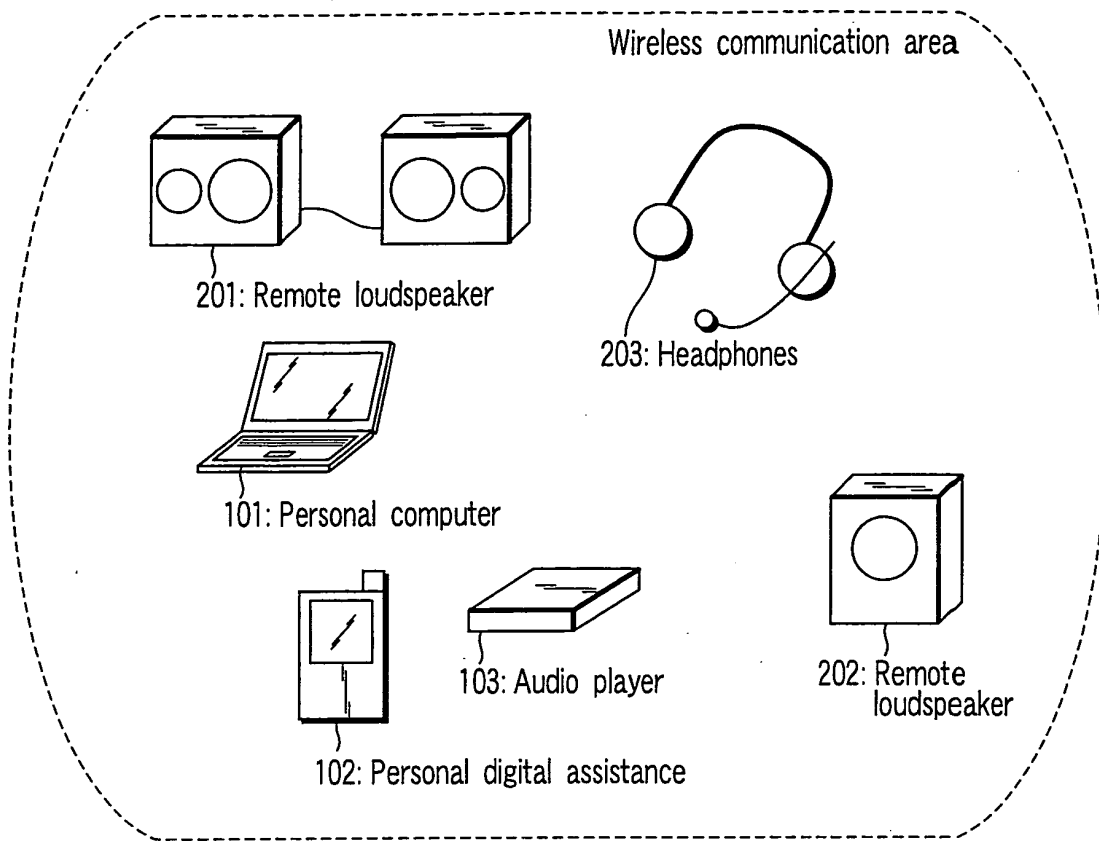 Wireless communication area
201: Remote loudspeaker
203: Headphones
101: Personal computer
103: Audio player
202: Remote
loudspeaker
102: Personal digital assistance